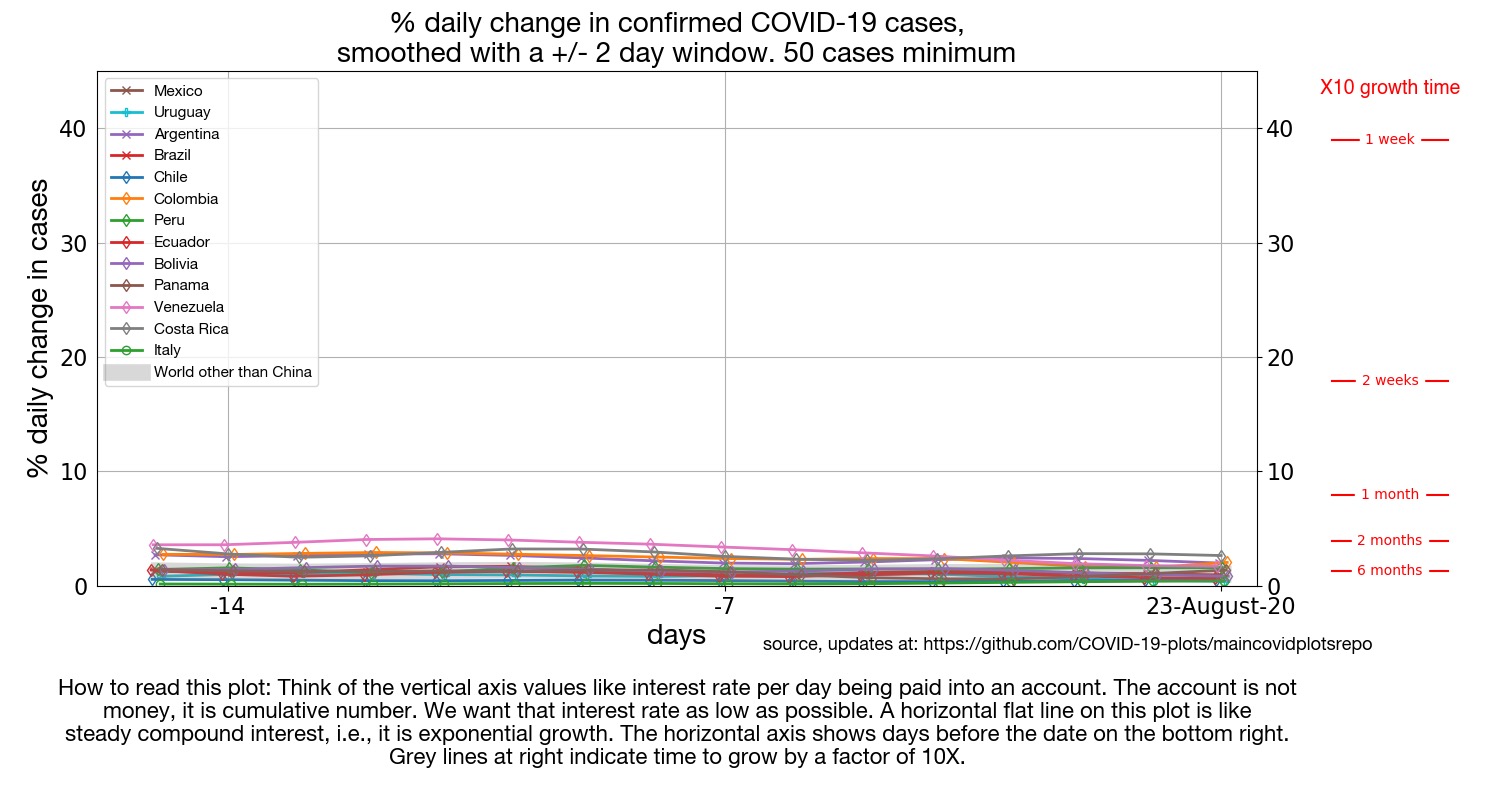 % daily change in confirmed COVID-19 cases,
smoothed with a +/- 2 day window. 50 cases minimum
X10 growth time
% daily change in cases
40
30
20
10
0
Mexico
Uruguay
Argentina
Brazil
Chile
Colombia
Peru
Ecuador
Bolivia
Panama
Venezuela
Costa Rica
Italy
World other than China
40
30
20
10
0
1 week
2 weeks
1 month
2 months
6 months
-14
-7
23-August-20
days
source, updates at: https://github.com/COVID-19-plots/maincovidplotsrepo
How to read this plot: Think of the vertical axis values like interest rate per day being paid into an account. The account is not
money, it is cumulative number. We want that interest rate as low as possible. A horizontal flat line on this plot is like
steady compound interest, i.e., it is exponential growth. The horizontal axis shows days before the date on the bottom right.
Grey lines at right indicate time to grow by a factor of 10X.